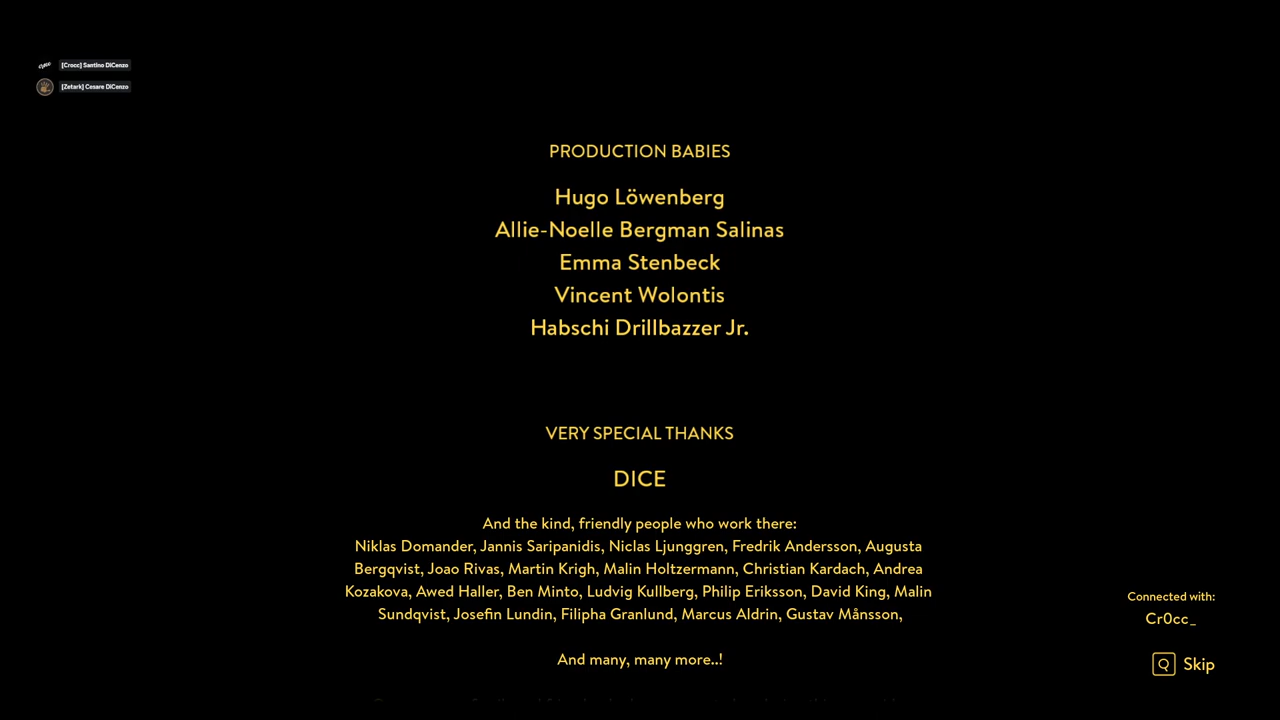 [Crocc] Santino DiCenzo
[Zetark] Cesare DiCenzo
PRODUCTION BABIES
Hugo Löwenberg
Allie-Noelle Bergman Salinas
Emma Stenbeck
Vincent Wolontis
Habschi Drillbazzer Jr.
VERY SPECIAL THANKS
DICE
And the kind, friendly people who work there:
Niklas Domander, Jannis Saripanidis, Niclas Ljunggren, Fredrik Andersson, Augusta
Bergqvist, Joao Rivas, Martin Krigh, Malin Holtzermann, Christian Kardach, Andrea
Kozakova, Awed Haller, Ben Minto, Ludvig Kullberg, Philip Eriksson, David King, Malin
Sundqvist, Josefin Lundin, Filipha Granlund, Marcus Aldrin, Gustav Månsson,
And many, many more..!
Connected with:
Cr0cc_
Q Skip